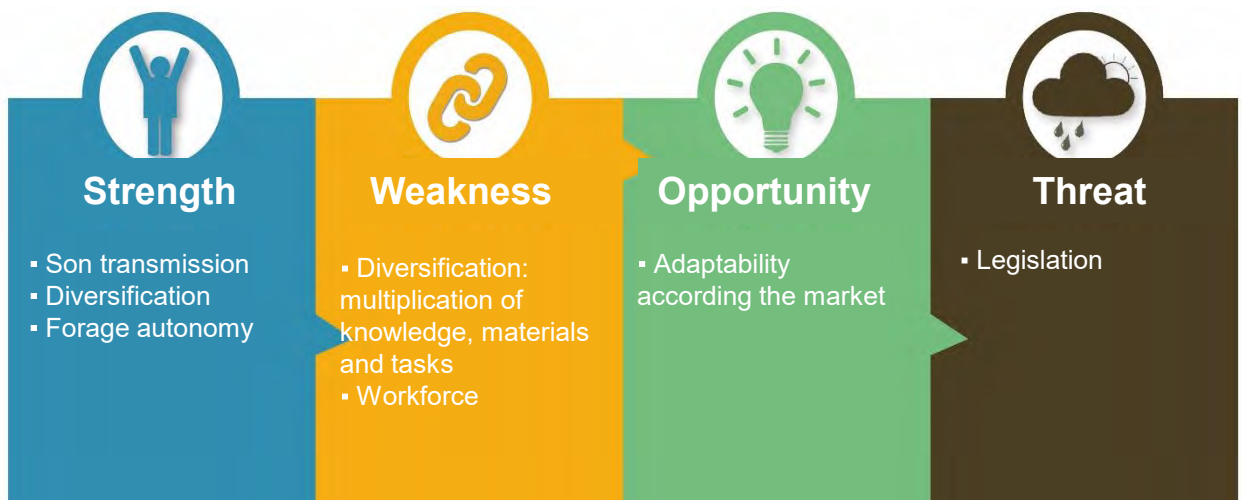 Strength
▪ Son transmission
▪ Diversification
▪ Forage autonomy
Weakness
▪ Diversification:
multiplication of
knowledge, materials
and tasks
▪ Workforce
Opportunity
▪ Adaptability
according the market
Threat
▪ Legislation